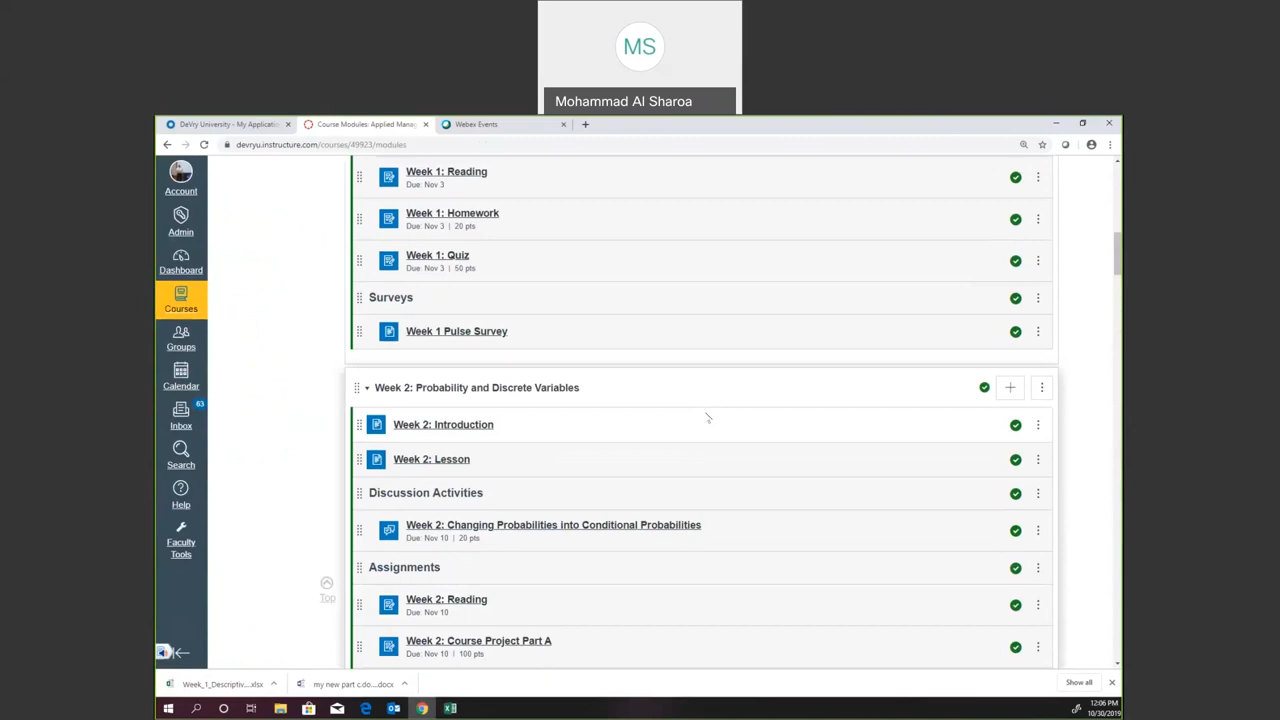 MS
Mohammad Al Sharoa
DeVry University - My Applicatio
Course Modules: Applied Manag
Webex Events
devryu.instructure.com/courses/49923/modules
Account
Admin
Dashboard
Courses
Groups
Calendar
63
Inbox
Search
Help
Faculty
Tools
Week 1: Reading
Due: Nov 3
Week 1: Homework
Due: Nov 3 | 20 pts
Week 1: Quiz
Due: Nov 3 | 50 pts
Surveys
Week 1 Pulse Survey
Week 2: Probability and Discrete Variables
Week 2: Introduction
Week 2: Lesson
Discussion Activities
Week 2: Changing Probabilities into Conditional Probabilities
Due: Nov 10 | 20 pts
Assignments
Week 2: Reading
Due: Nov 10
Week 2: Course Project Part A
Due: Nov 10 | 100 pts
Top
Week_1_Descriptiv....xlsx
my new part c.do....docx
Show all
12:06 PM
10/30/2019